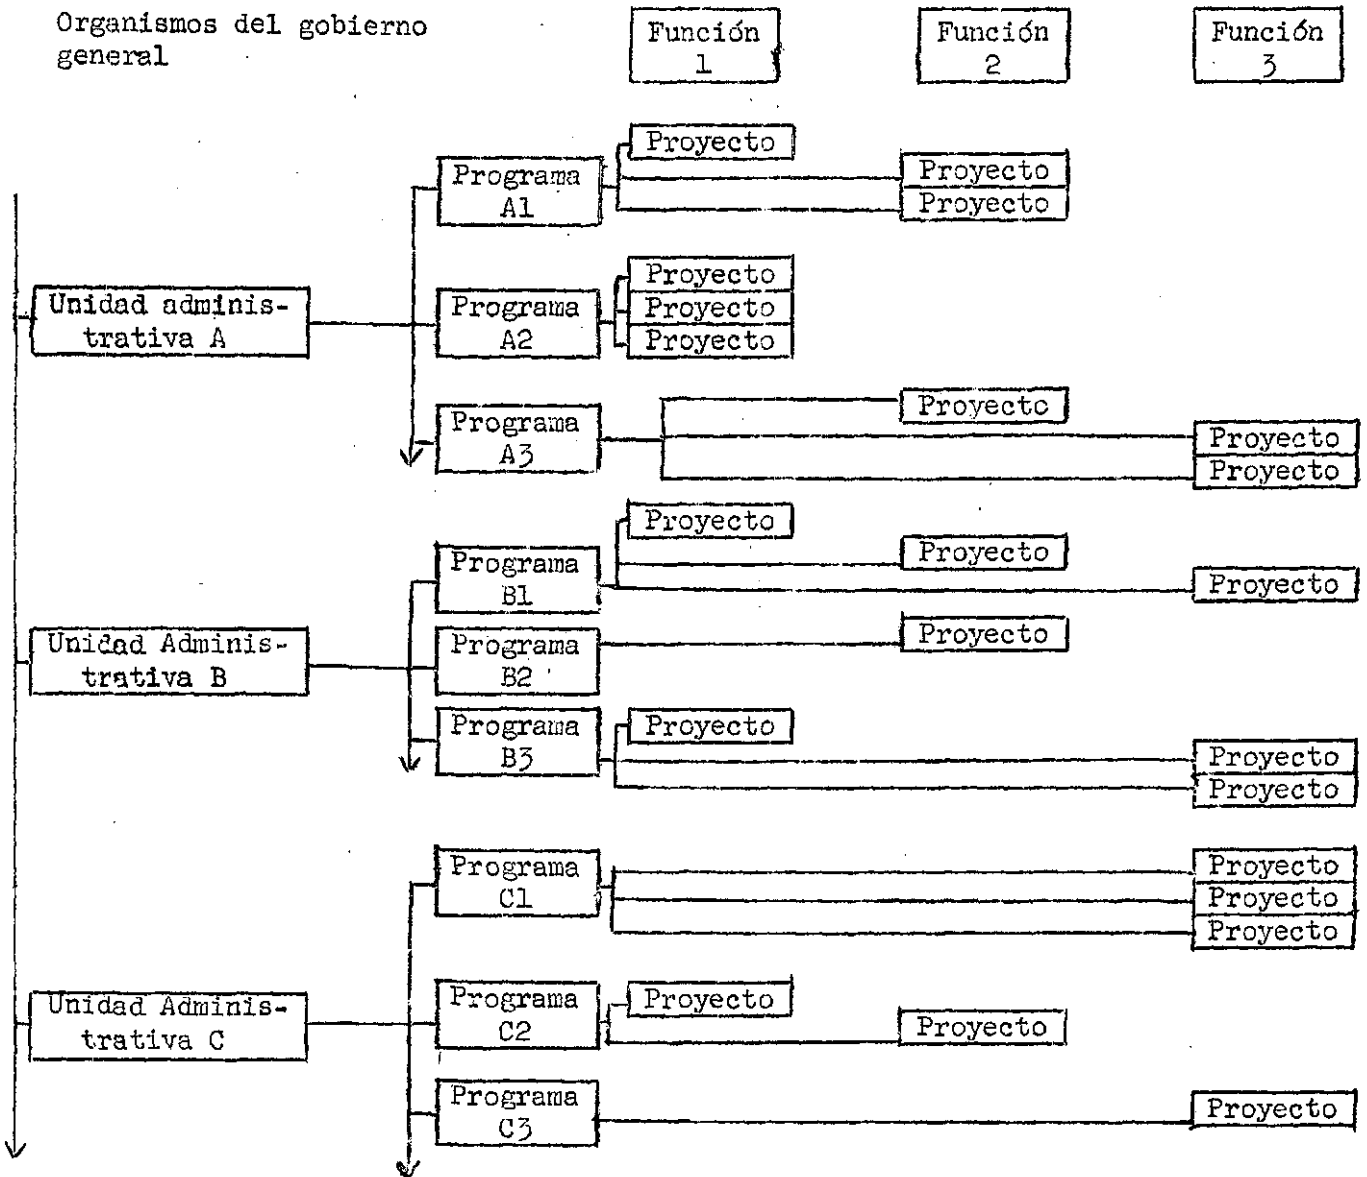 Organismos del gobierno
general
Función
1
Función
2
Función
3
Proyecto
Programa
A1
Proyecto
Proyecto
Unidad adminis-
trativa A
Programa
A2
Proyecto
Proyecto
Proyecto
Programa
A3
Proyecto
Proyecto
Proyecto
Proyecto
Programa
B1
Proyecto
Proyecto
Unidad Adminis-
trativa B
Programa
B2
Proyecto
Programa
B3
Proyecto
Proyecto
Proyecto
Programa
C1
Proyecto
Proyecto
Proyecto
Unidad Adminis-
trativa C
Programa
C2
Proyecto
Proyecto
Programa
C3
Proyecto